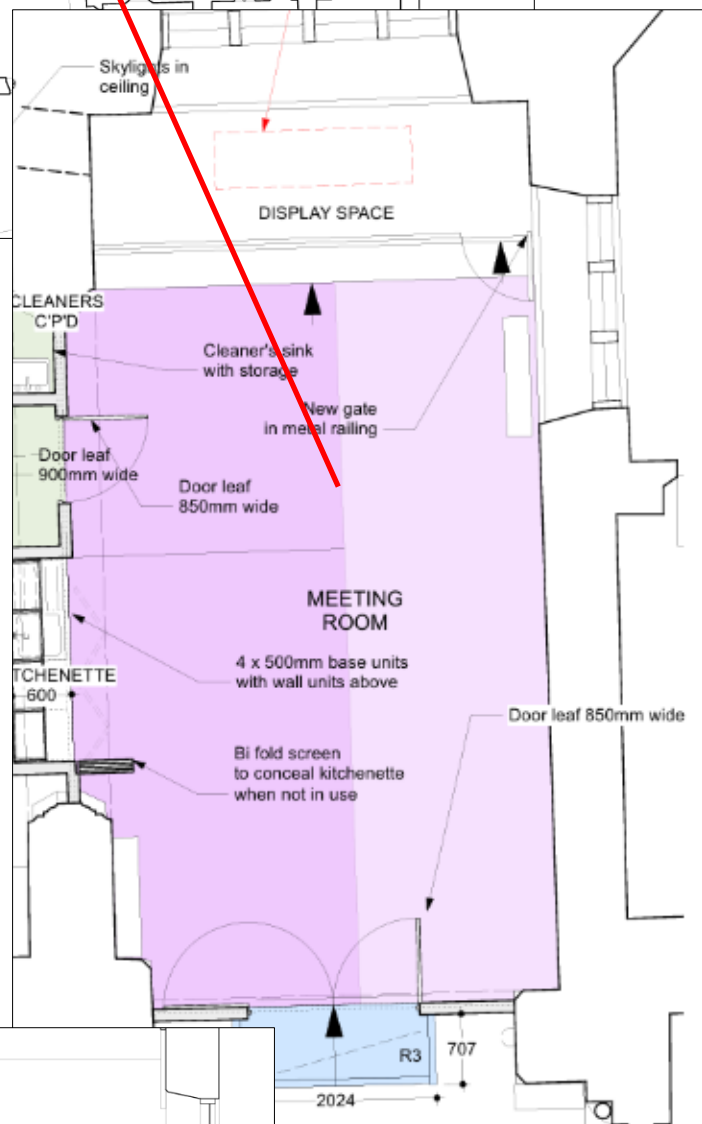 Skylights in
ceiling
DISPLAY SPACE
CLEANERS
C'P'D
Cleaner's sink
with storage
New gate
in metal railing
Door leaf
900mm wide
Door leaf
850mm wide
MEETING
ROOM
4 x 500mm base units
with wall units above
TCHENETTE
600
Door leaf 850mm wide
Bi fold screen
to conceal kitchenette
when not in use
R3
707
2024